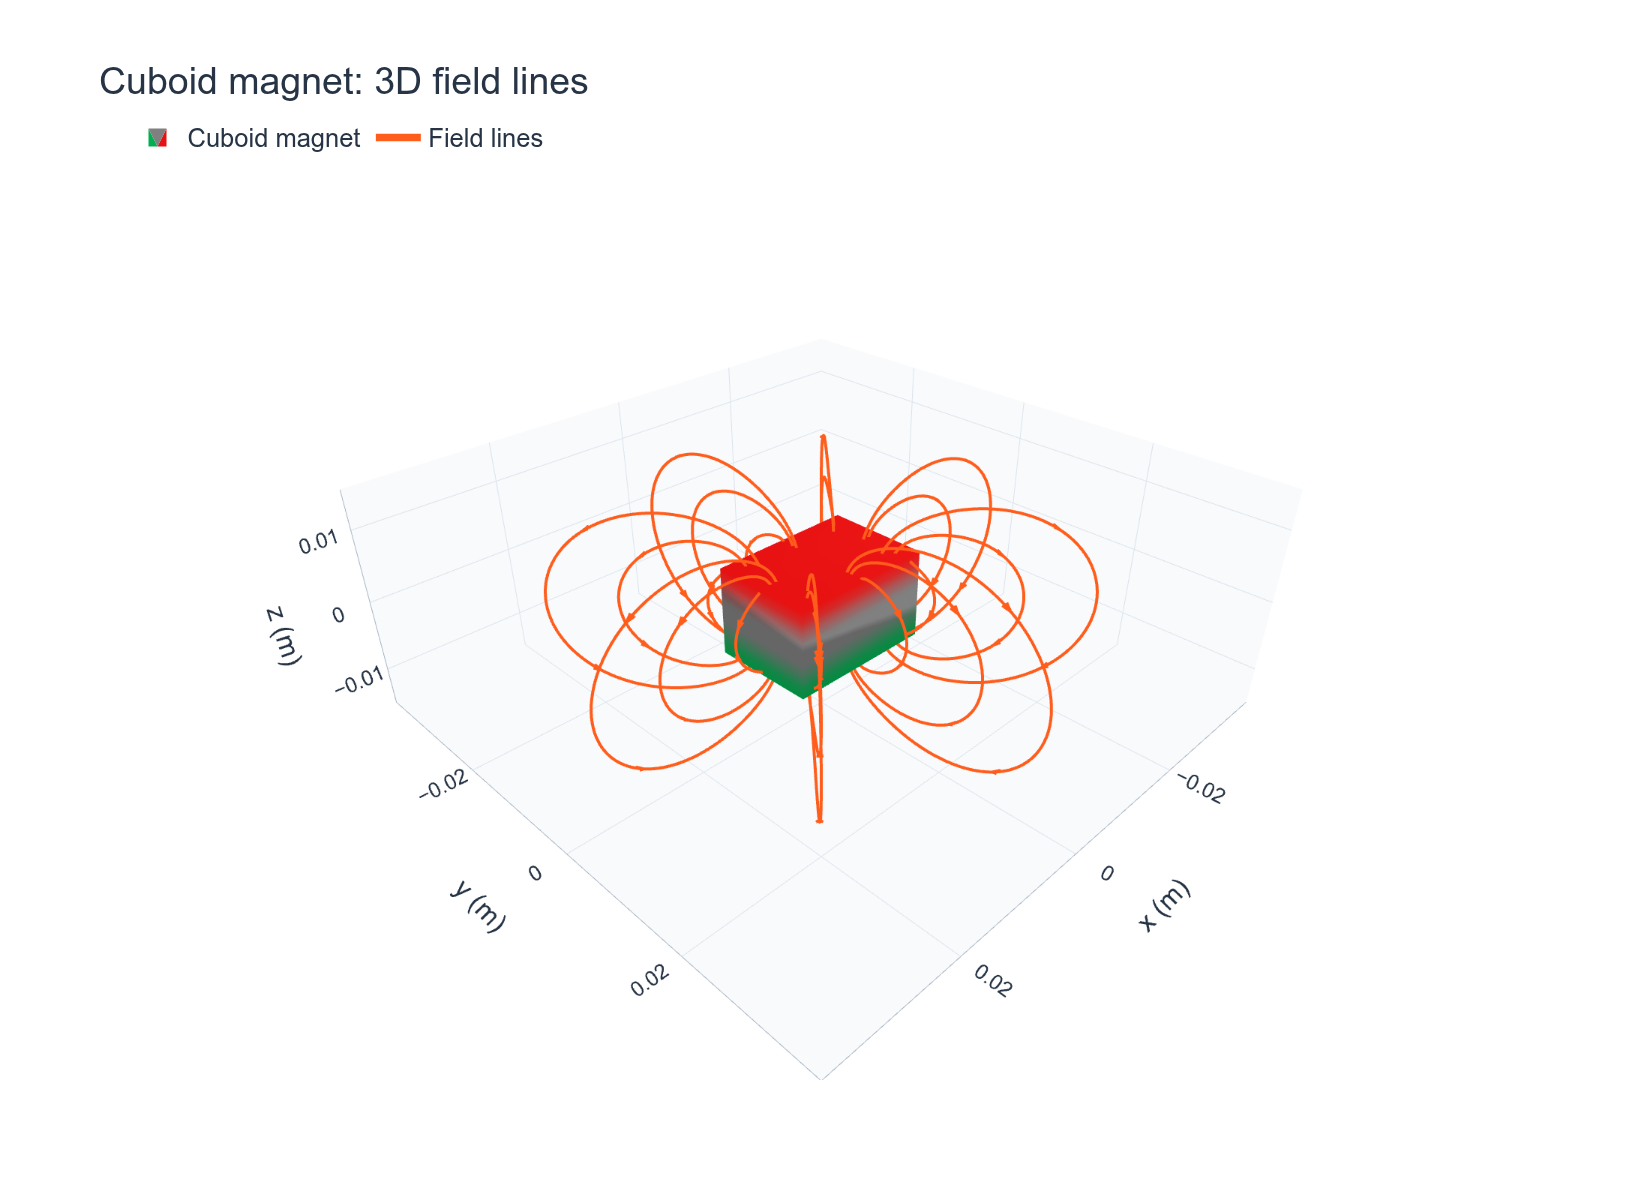 Cuboid magnet: 3D field lines
Cuboid magnet
Field lines
0.01
0
−0.01
z (m)
−0.02
0
0.02
y (m)
−0.02
0
0.02
x (m)